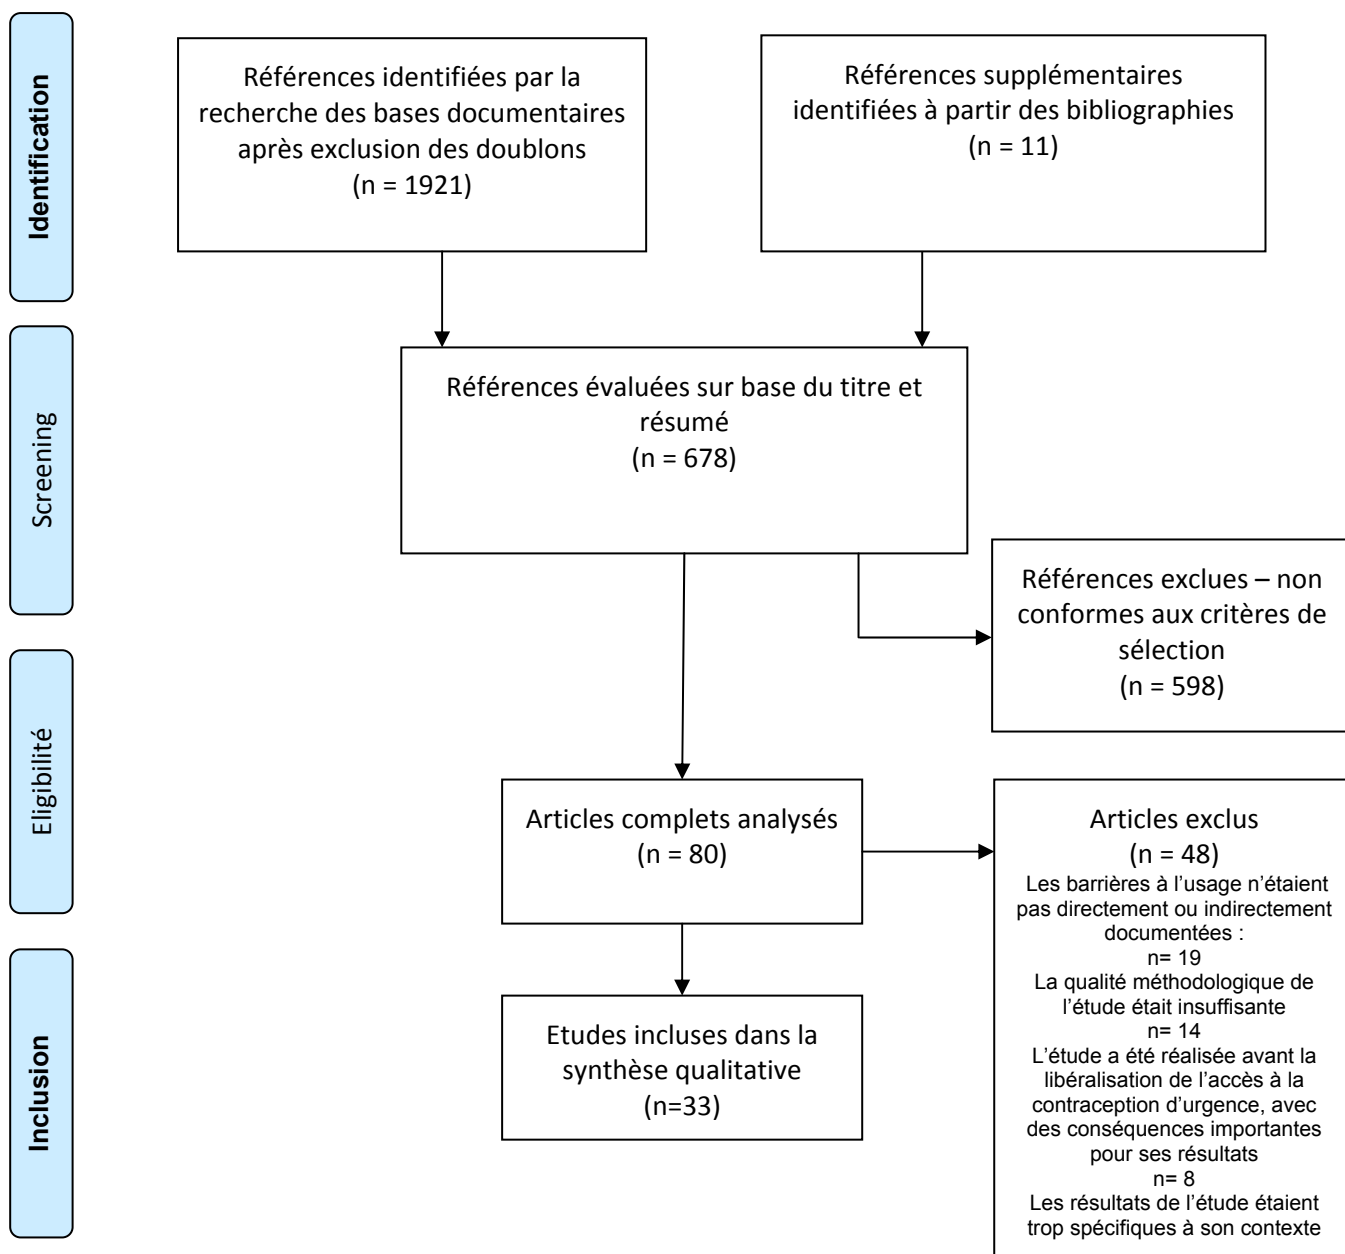 Identification
Références identifiées par la
recherche des bases documentaires
après exclusion des doublons
(n = 1921)
Références supplémentaires
identifiées à partir des bibliographies
(n = 11)
Screening
Références évaluées sur base du titre et
résumé
(n = 678)
Références exclues – non
conformes aux critères de
sélection
(n = 598)
Eligibilité
Articles complets analysés
(n = 80)
Articles exclus
(n = 48)
Les barrières à l’usage n’étaient
pas directement ou indirectement
documentées :
n= 19
La qualité méthodologique de
l’étude était insuffisante
n= 14
L’étude a été réalisée avant la
libéralisation de l’accès à la
contraception d’urgence, avec
des conséquences importantes
pour ses résultats
n= 8
Les résultats de l’étude étaient
trop spécifiques à son contexte
Inclusion
Etudes incluses dans la
synthèse qualitative
(n=33)